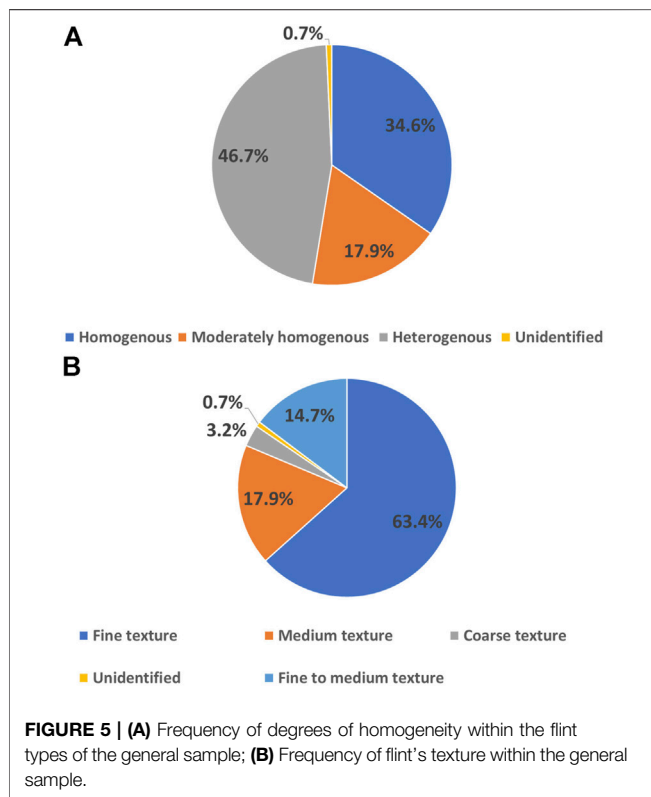 A
0.7%
34.6%
46.7%
17.9%
Homogenous Moderately homogenous Heterogenous Unidentified
B
0.7%
14.7%
3.2%
17.9%
63.4%
Fine texture Medium texture Coarse texture
Unidentified Fine to medium texture
FIGURE 5 | (A) Frequency of degrees of homogeneity within the flint
types of the general sample; (B) Frequency of flint's texture within the general
sample.